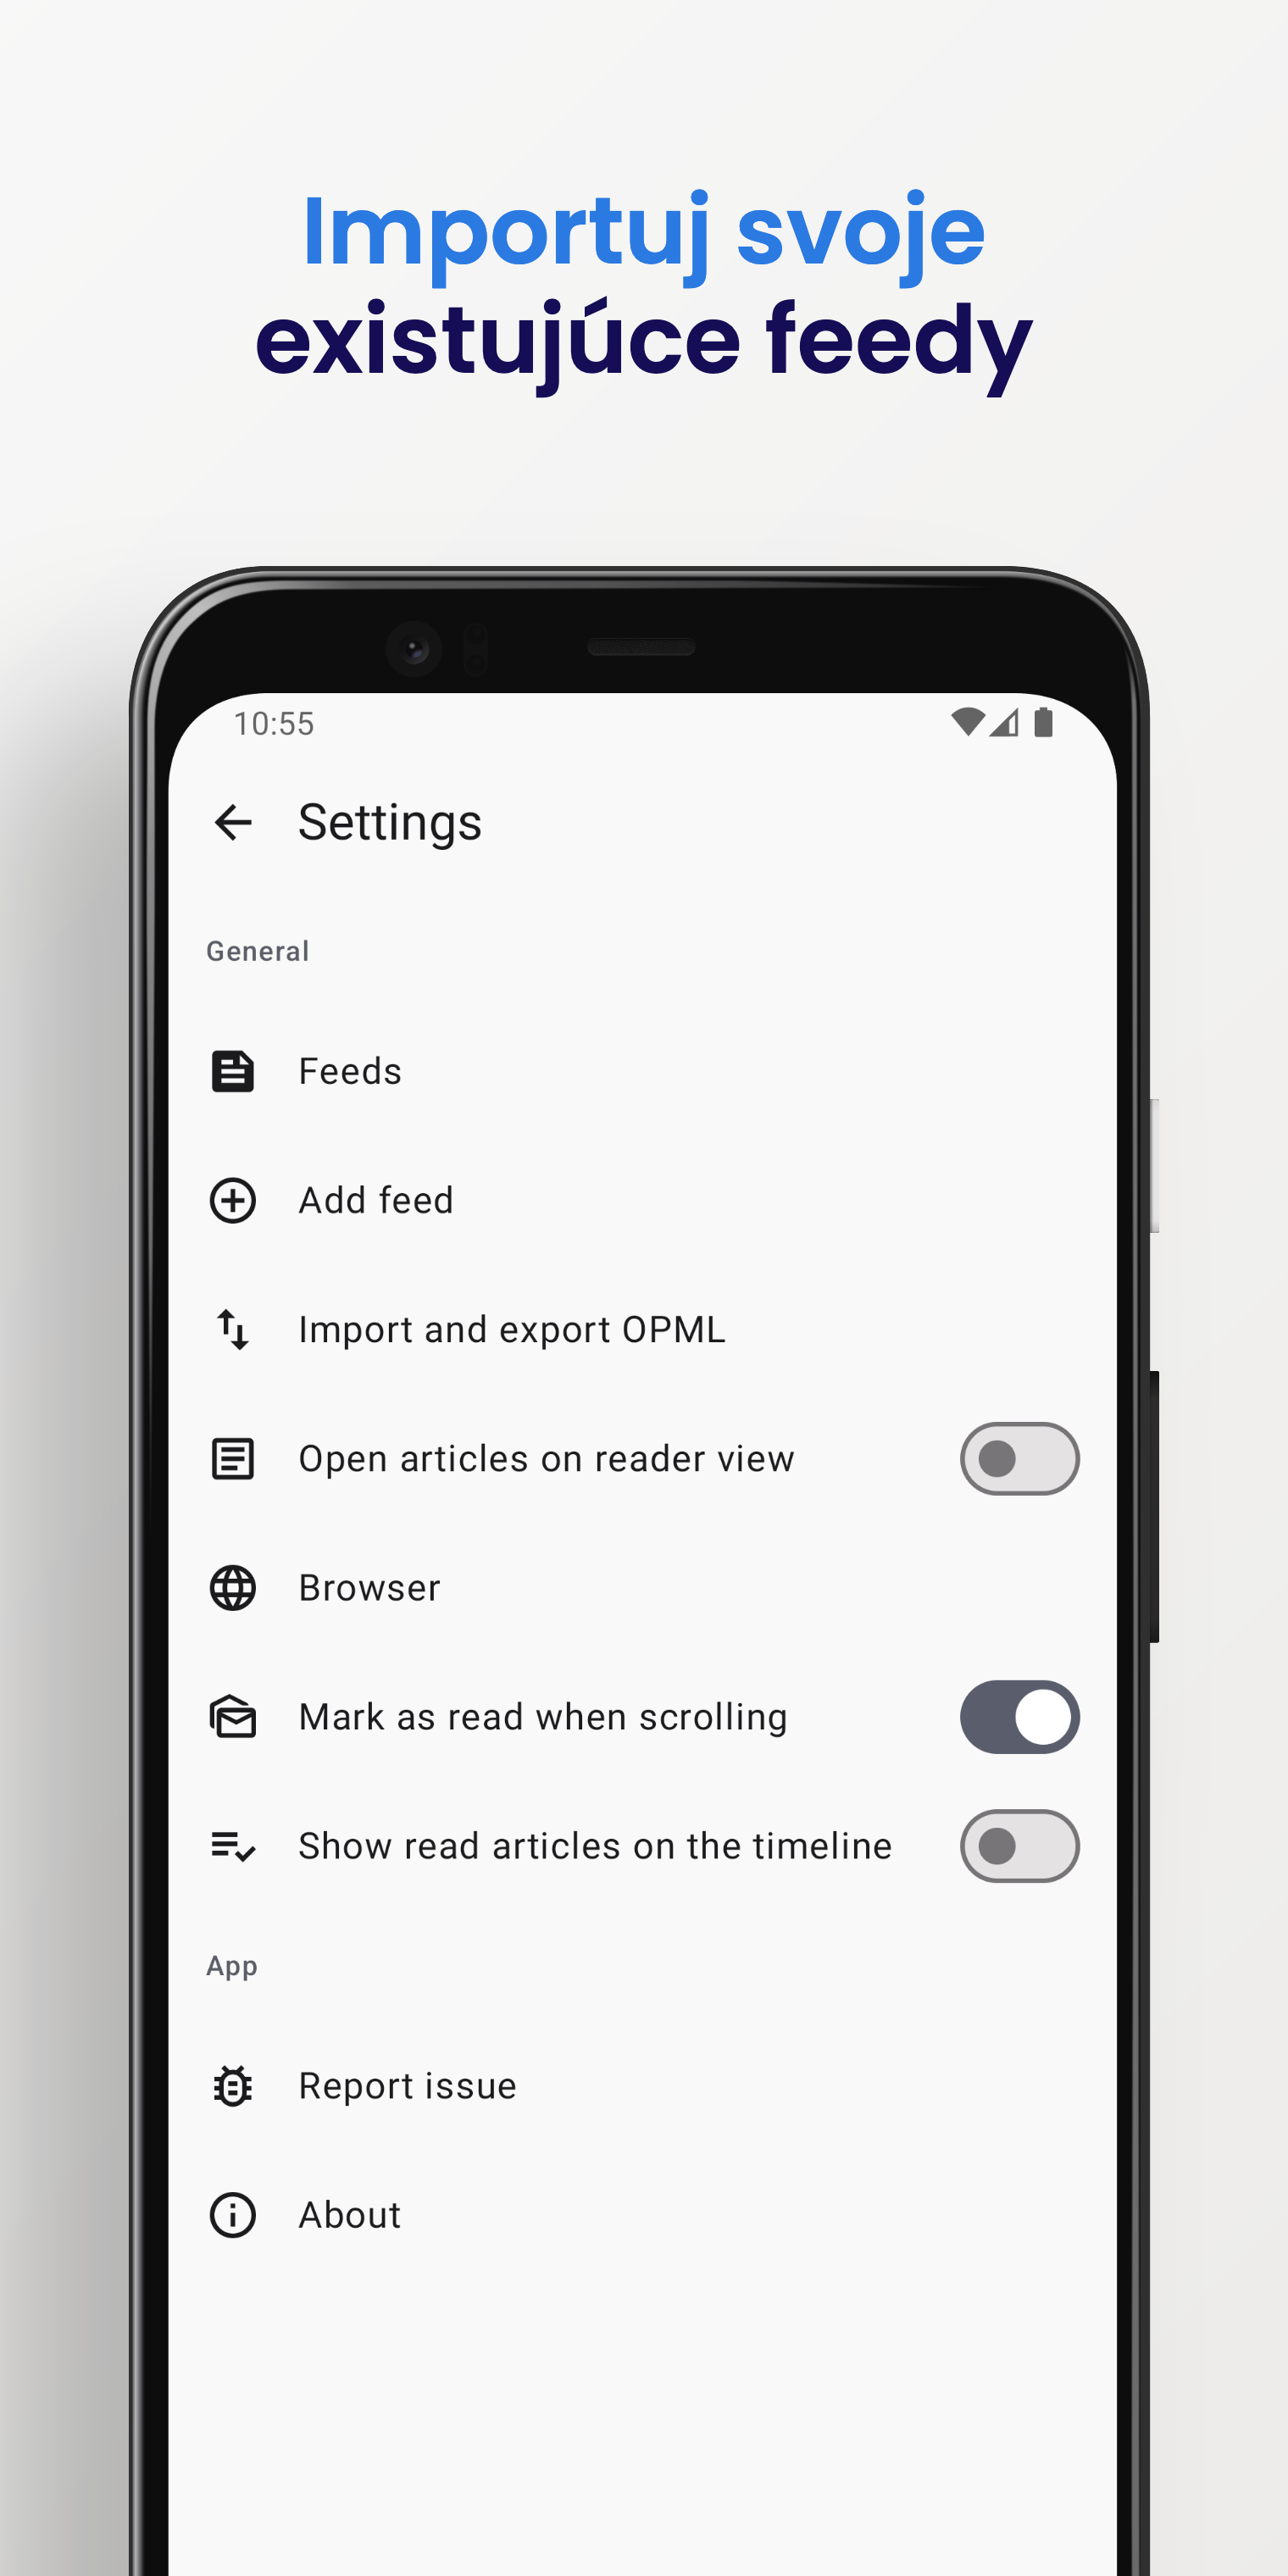 Importuj svoje
existujúce feedy
10:55
Settings
General
Feeds
Add feed
Import and export OPML
Open articles on reader view
Browser
Mark as read when scrolling
Show read articles on the timeline
App
Report issue
About